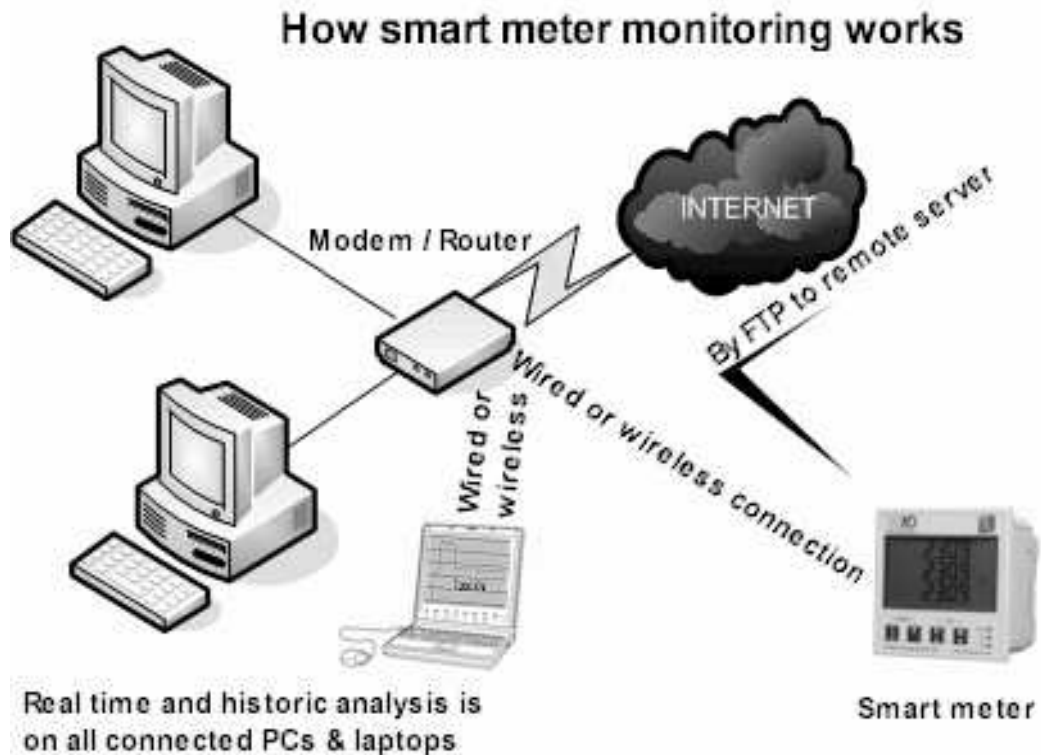 How smart meter monitoring works
INTERNET
Modem / Router
By FTP to remote server
Wired or wireless connection
Wired or
wireless
Real time and historic analysis is
on all connected PCs & laptops
Smart meter